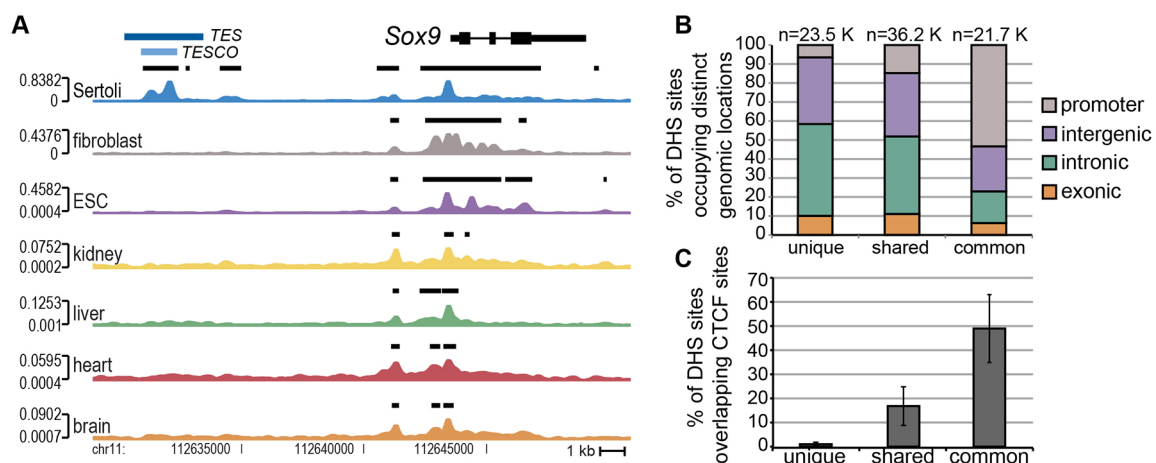 A
TES
TESCO
Sox9
0.8382
0
Sertoli
0.4376
0
fibroblast
0.4582
0.0004
ESC
0.0752
0.0002
kidney
0.1253
0.001
liver
0.0595
0.0004
heart
0.0902
0.0007
brain
chr11: 112635000 112640000 112645000 1 kb
B
n=23.5 K n=36.2 K n=21.7 K
% of DHS sites
occupying distinct
genomic locations
100
90
80
70
60
50
40
30
20
10
0
unique shared common
promoter
intergenic
intronic
exonic
C
% of DHS sites
overlapping CTCF sites
70
60
50
40
30
20
10
0
unique shared common